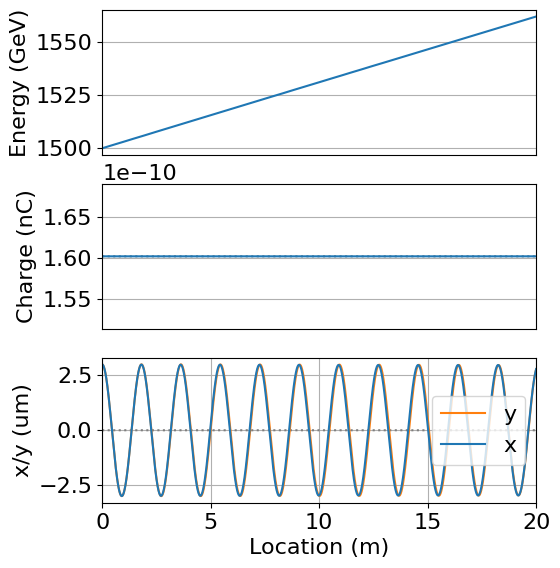 Energy (GeV)
1550
1525
1500
1e−10
Charge (nC)
1.65
1.60
1.55
x/y (um)
2.5
0.0
−2.5
y
x
0 5 10 15 20
Location (m)